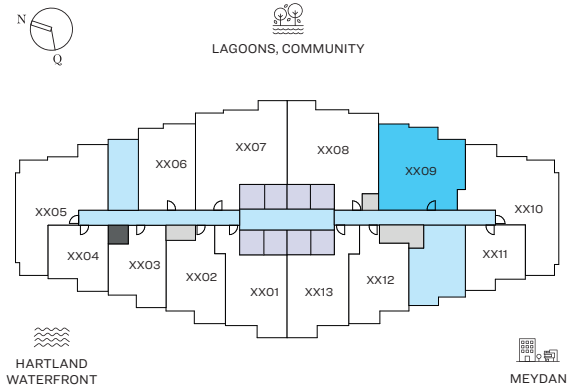 N
Q
LAGOONS, COMMUNITY
XX07
XX08
XX06
XX09
XX05
XX10
XX04
XX03
XX02
XX01
XX13
XX12
XX11
HARTLAND
WATERFRONT
MEYDAN